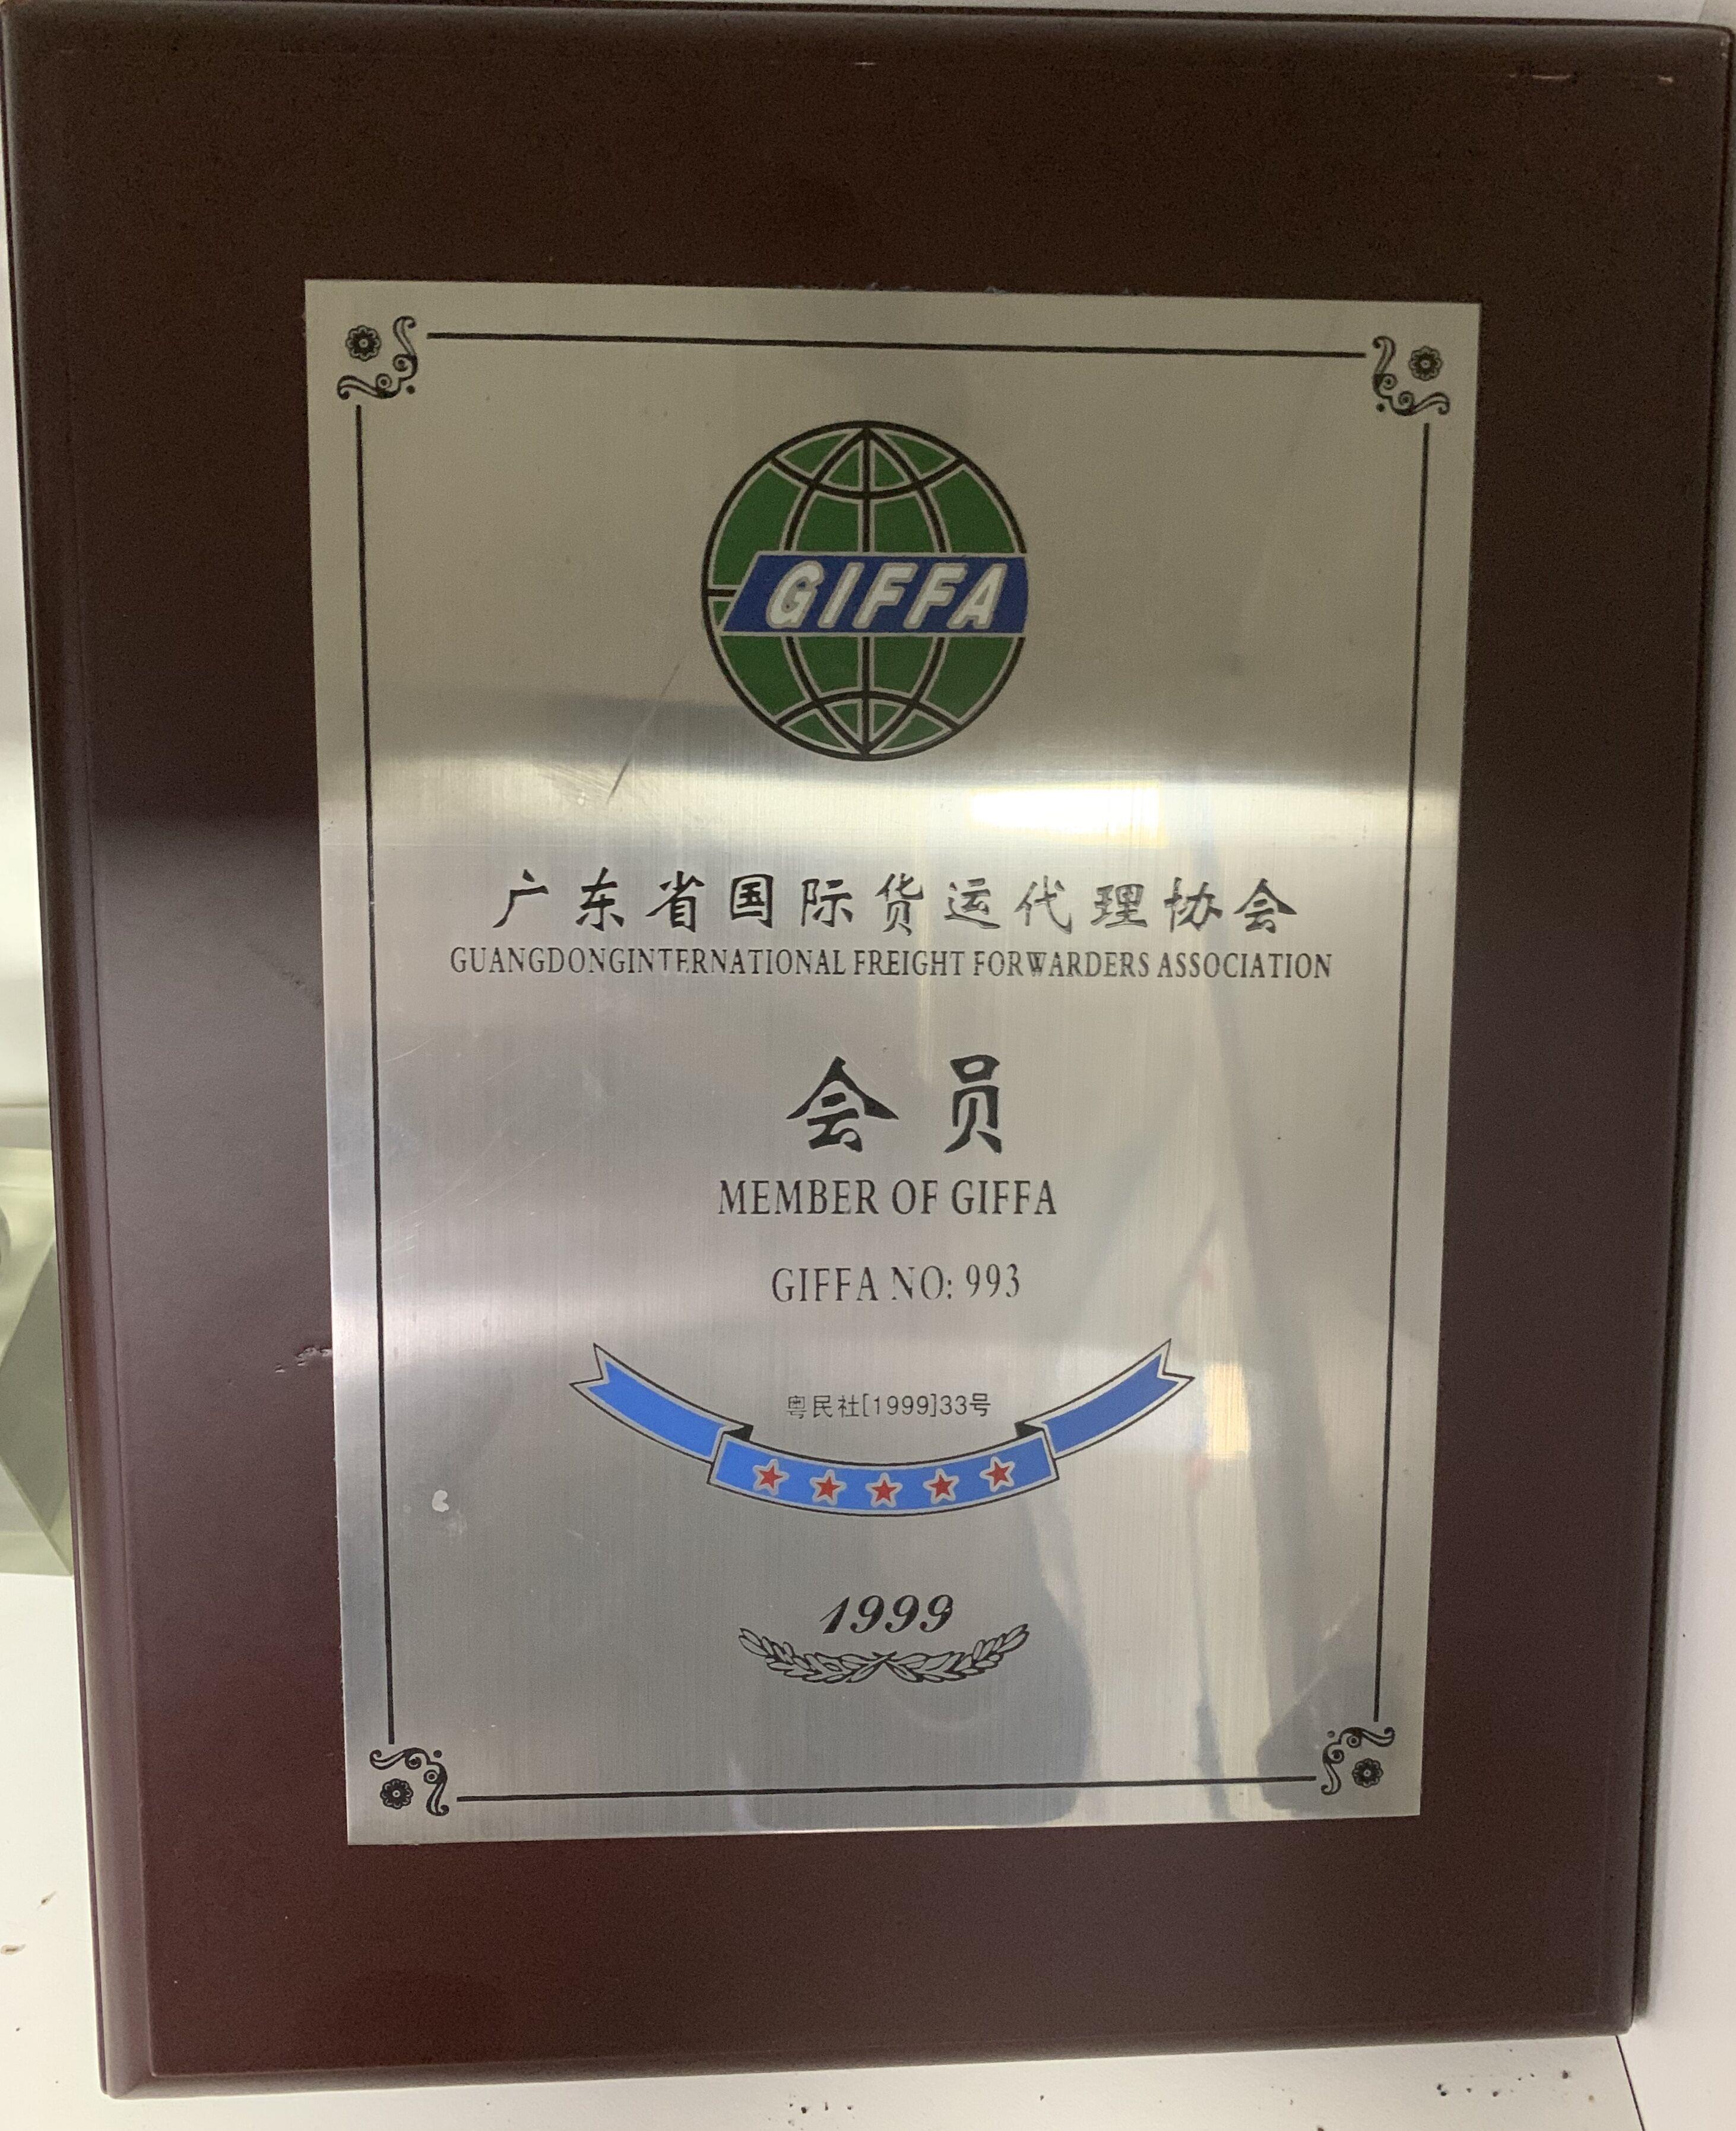 GIFFA
广东省国际货运代理协会
GUANGDONGINTERNATIONAL FREIGHT FORWARDERS ASSOCIATION
会员
MEMBER OF GIFFA
GIFFA NO: 993
粤民社[1999]33号
1999